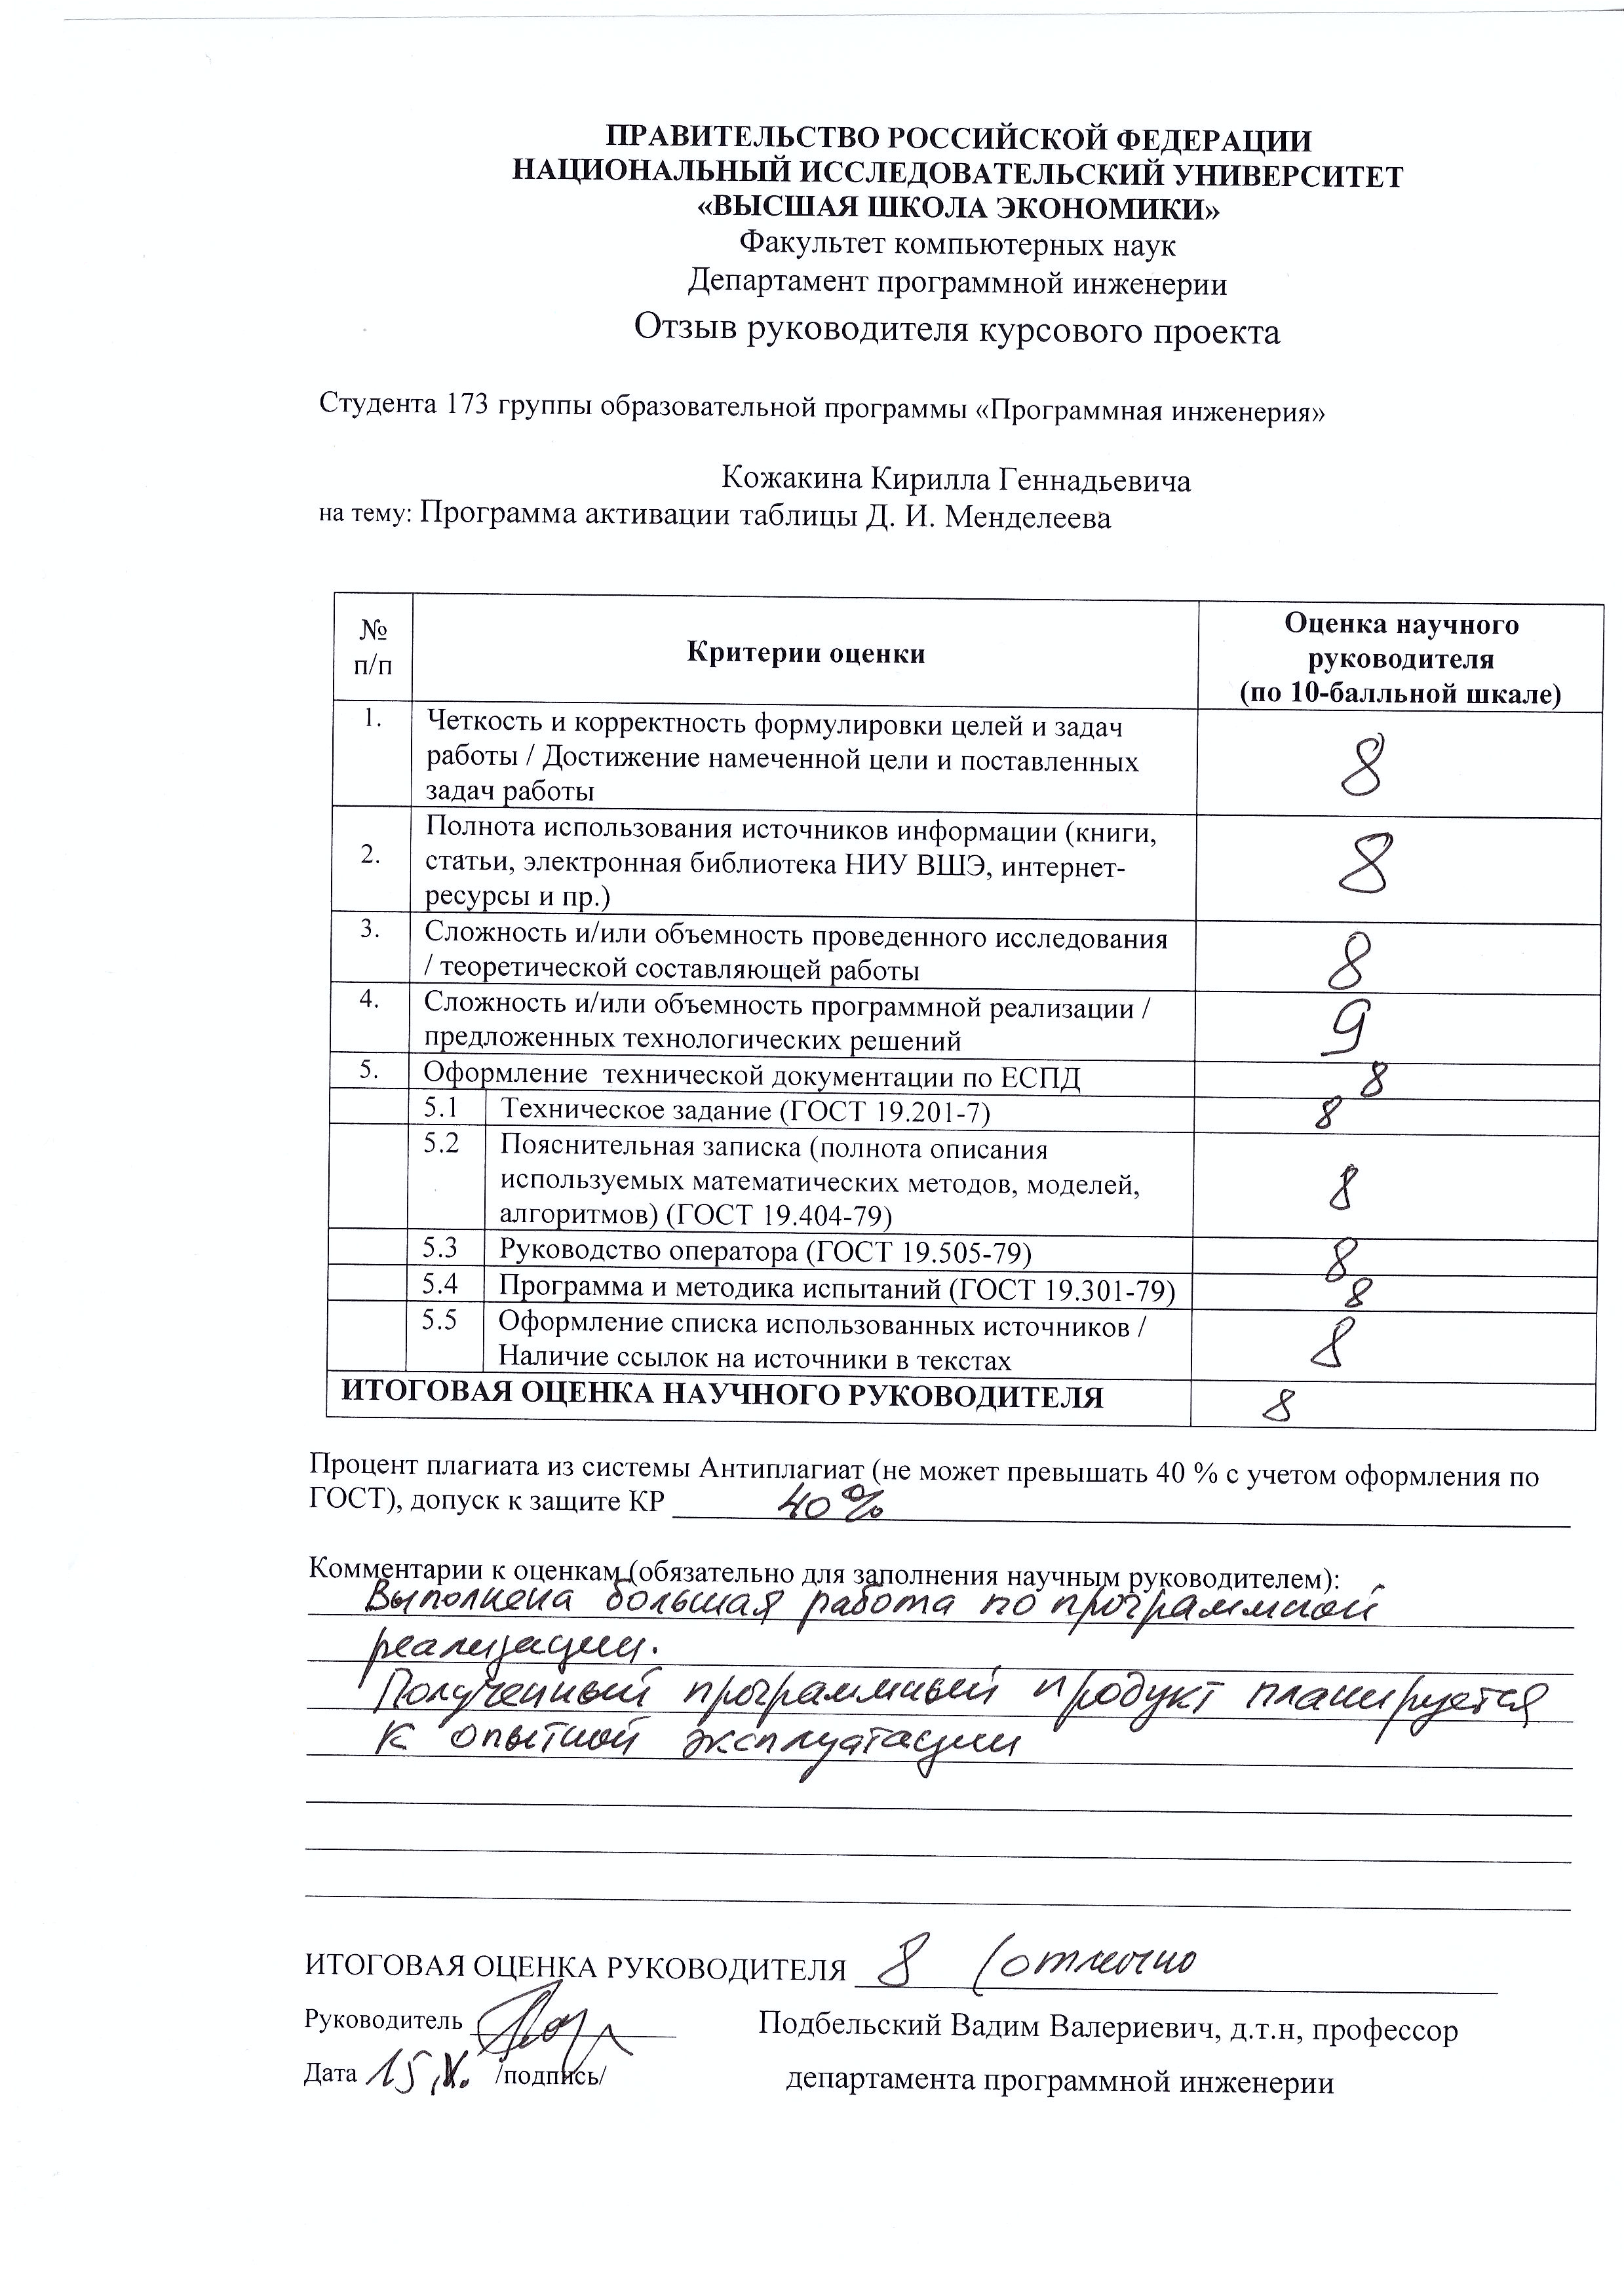 ПРАВИТЕЛЬСТВО РОССИЙСКОЙ ФЕДЕРАЦИИ
НАЦИОНАЛЬНЫЙ ИССЛЕДОВАТЕЛЬСКИЙ УНИВЕРСИТЕТ
«ВЫСШАЯ ШКОЛА ЭКОНОМИКИ»
Факультет компьютерных наук
Департамент программной инженерии
Отзыв руководителя курсового проекта
Студента 173 группы образовательной программы «Программная инженерия»
Кожакина Кирилла Геннадьевича
на тему: Программа активации таблицы Д. И. Менделеева
№ п/п
Критерии оценки
Оценка научного
руководителя
(по 10-балльной шкале)
1. Четкость и корректность формулировки целей и задач
работы / Достижение намеченной цели и поставленных
задач работы
8
2. Полнота использования источников информации (книги,
статьи, электронная библиотека НИУ ВШЭ, интернет-
ресурсы и пр.)
8
3. Сложность и/или объемность проведенного исследования
/ теоретической составляющей работы
8
4. Сложность и/или объемность программной реализации /
предложенных технологических решений
9
5. Оформление технической документации по ЕСПД 8
5.1 Техническое задание (ГОСТ 19.201-7) 8
5.2 Пояснительная записка (полнота описания
используемых математических методов, моделей,
алгоритмов) (ГОСТ 19.404-79)
8
5.3 Руководство оператора (ГОСТ 19.505-79) 8
5.4 Программа и методика испытаний (ГОСТ 19.301-79) 8
5.5 Оформление списка использованных источников /
Наличие ссылок на источники в текстах
8
ИТОГОВАЯ ОЦЕНКА НАУЧНОГО РУКОВОДИТЕЛЯ 8
Процент плагиата из системы Антиплагиат (не может превышать 40 % с учетом оформления по
ГОСТ), допуск к защите КР 40%
Комментарии к оценкам (обязательно для заполнения научным руководителем):
Выполнена большая работа по программной
реализации.
Полученный программный продукт планируется
к опытной эксплуатации
ИТОГОВАЯ ОЦЕНКА РУКОВОДИТЕЛЯ 8 (отлично
Руководитель
Подбельский Вадим Валериевич, д.т.н, профессор
Дата 15. /подпись/
департамента программной инженерии